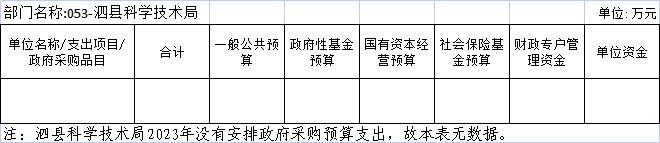 部门名称:053-泗县科学技术局 单位: 万元
单位名称/支出项目/政府采购品目 合计 一般公共预算 政府性基金预算 国有资本经营预算 社会保险基金预算 财政专户管理资金 单位资金
注：泗县科学技术局2023年没有安排政府采购预算支出，故本表无数据。